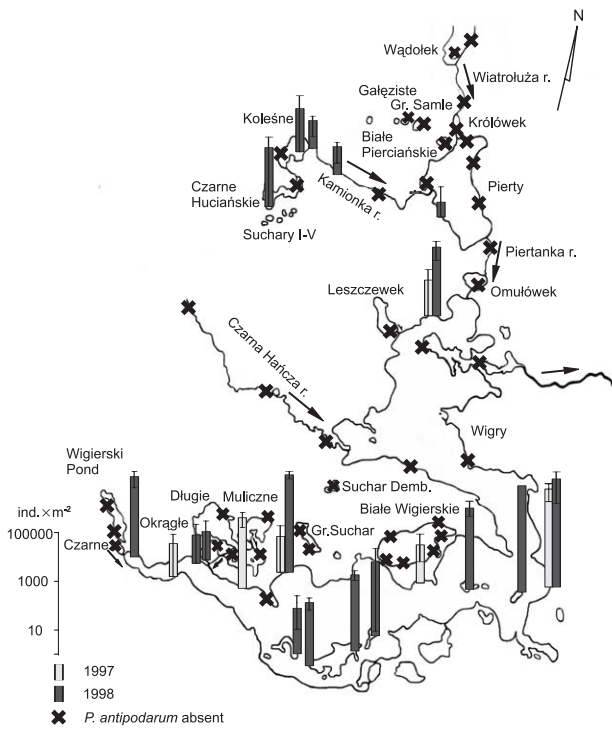 N
Wądołek
Wiatrołuża r.
Gałęziste
Gr. Samle
Koleśne
Królówek
Białe
Pierciańskie
Czarne
Huciańskie
Kamionka r.
Pierty
Suchary I-V
Piertanka r.
Leszczewek
Omułówek
Czarna Hańcza r.
Wigry
Wigierski
Pond
Suchar Demb.
Długie
Muliczne
Białe Wigierskie
ind.×m-2
Okrągłe
Gr.Suchar
100000
Czarne
1000
10
1997
1998
P. antipodarum absent